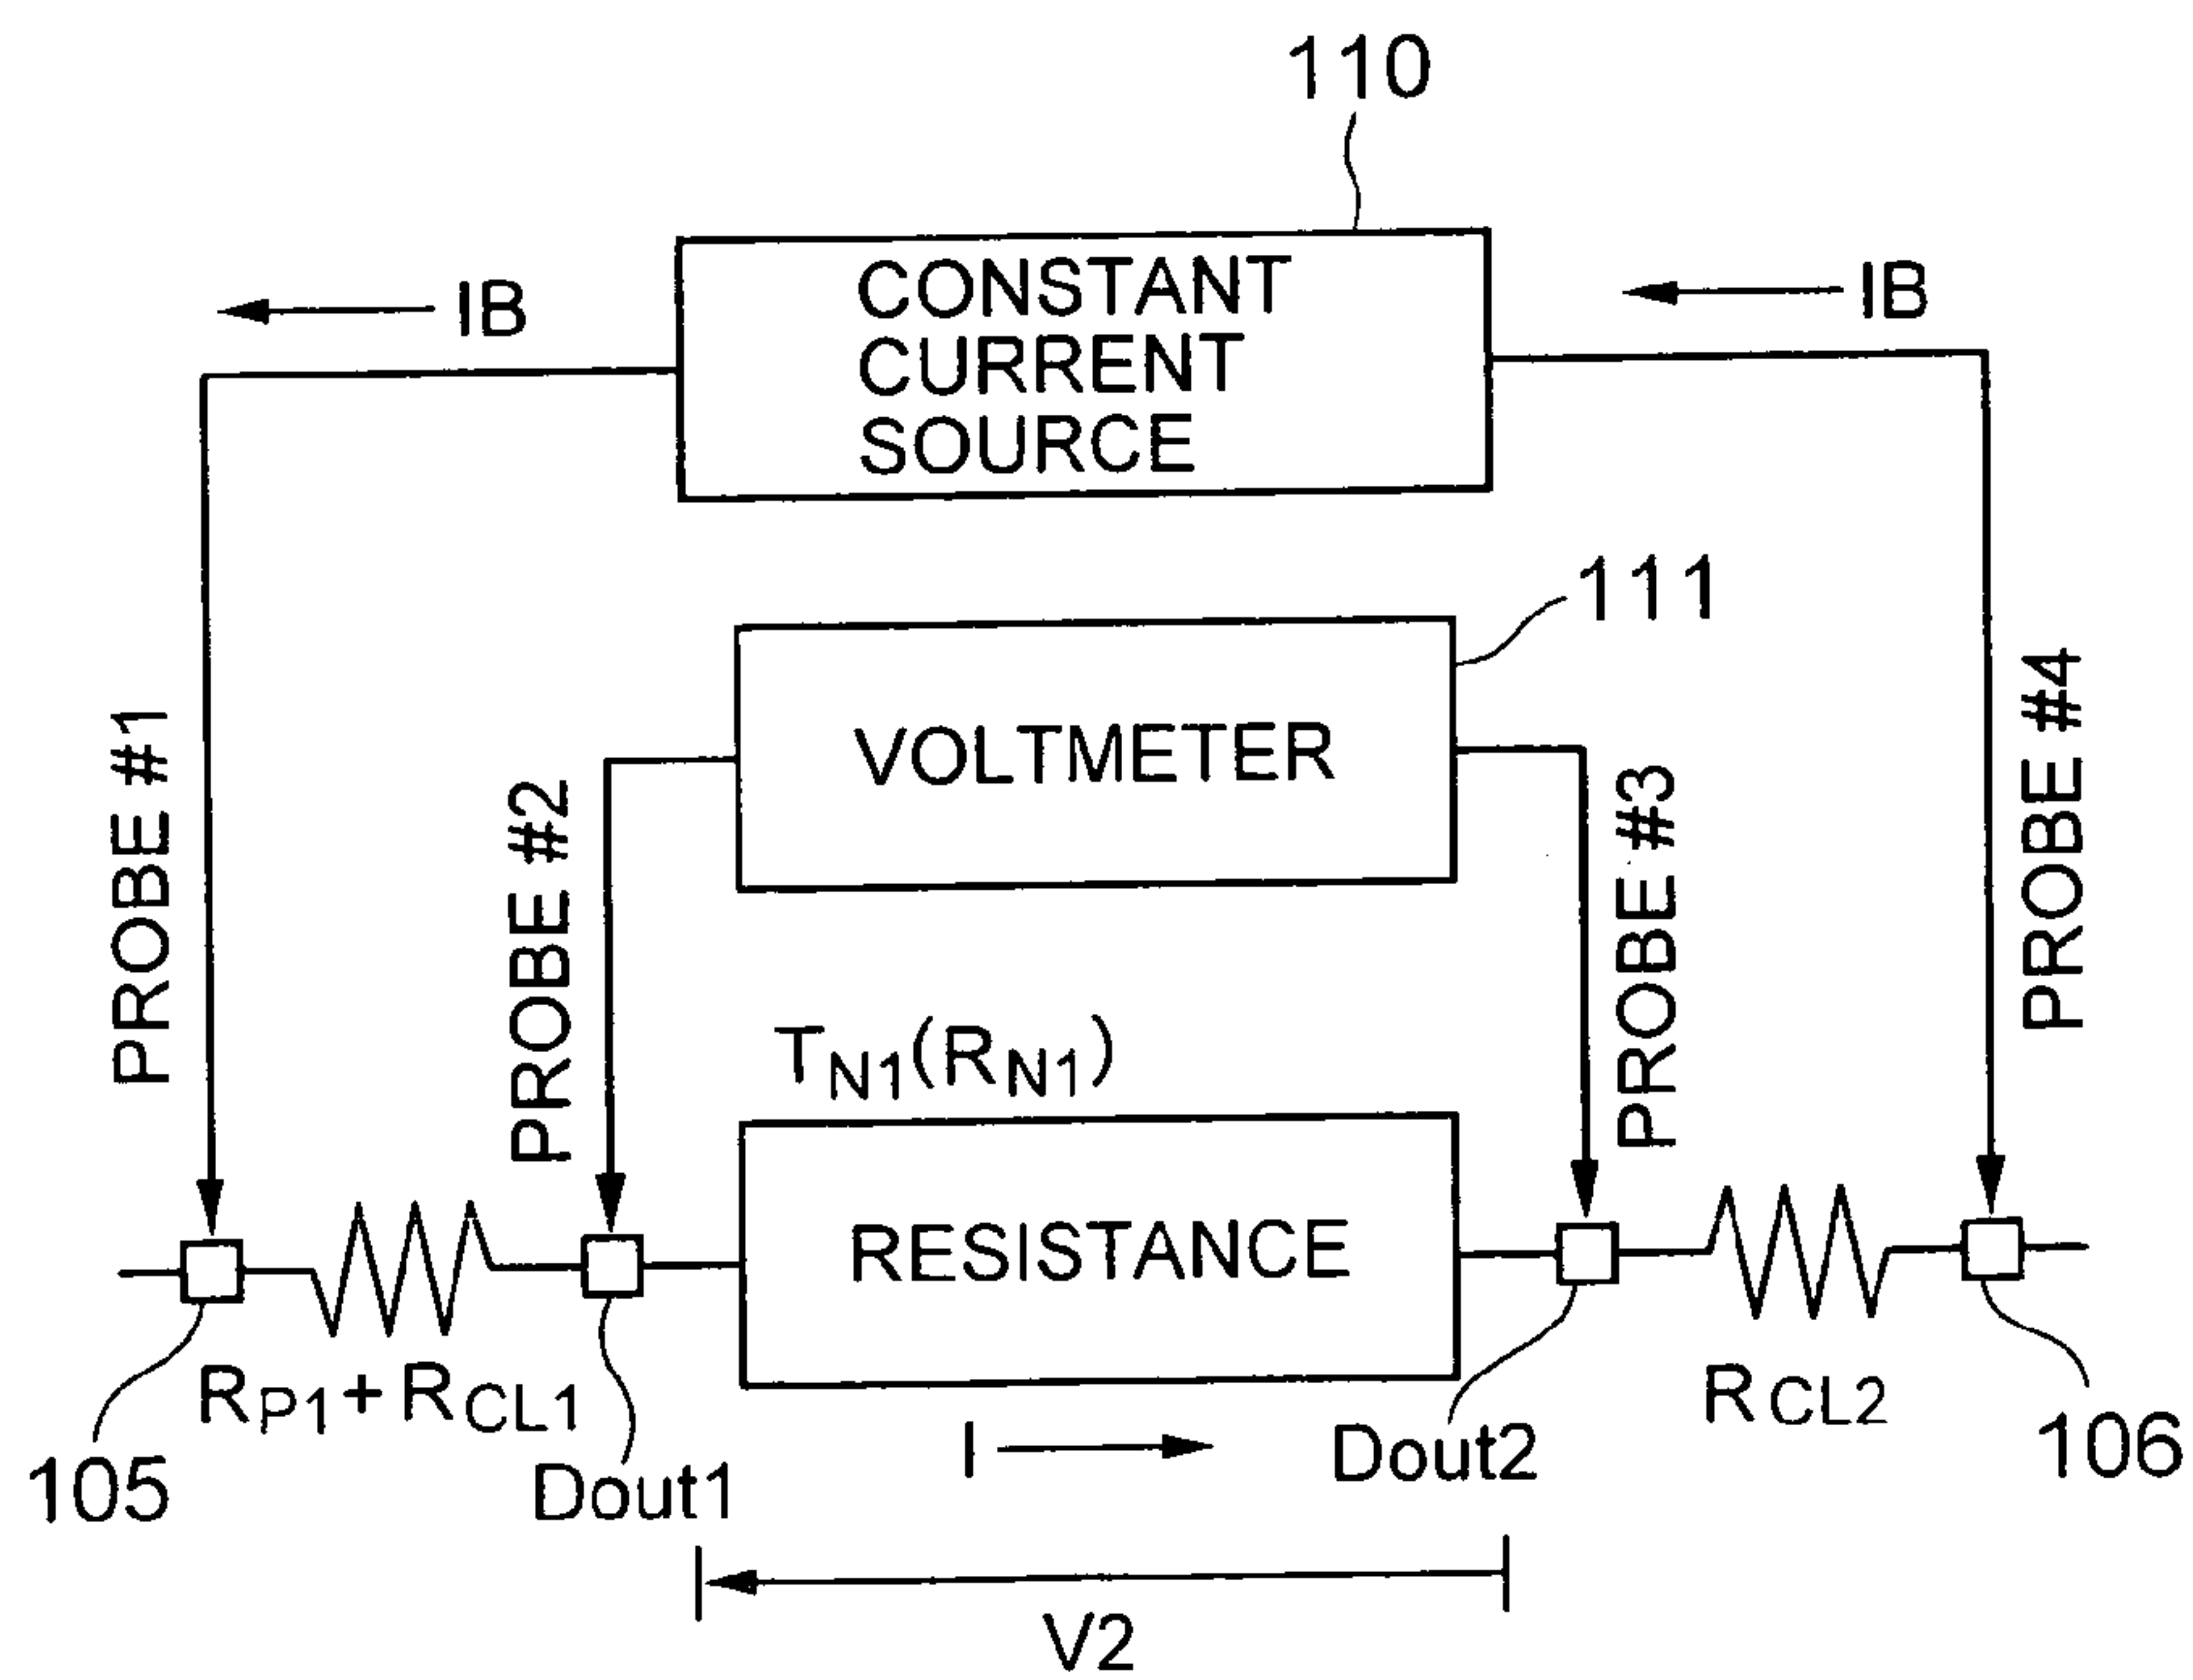 110
IB
CONSTANT
CURRENT
SOURCE
IB
111
VOLTMETER
PROBE #1
PROBE #2
PROBE #3
PROBE #4
TN1(RN1)
RESISTANCE
RP1+RCL1
RCL2
105
Dout1
I
Dout2
106
V2